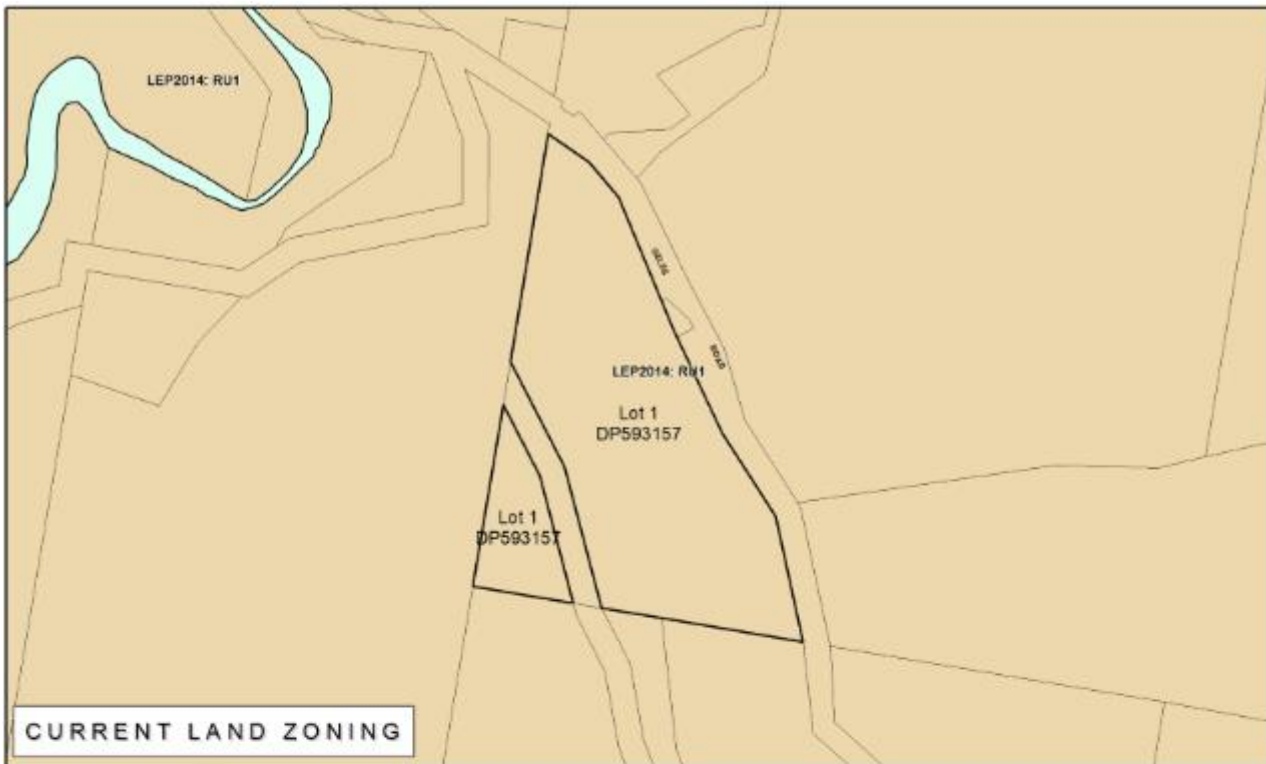 LEP2014: RU1
LEP2014: RU1
Lot 1
DP593157
Lot 1
DP593157
CURRENT LAND ZONING